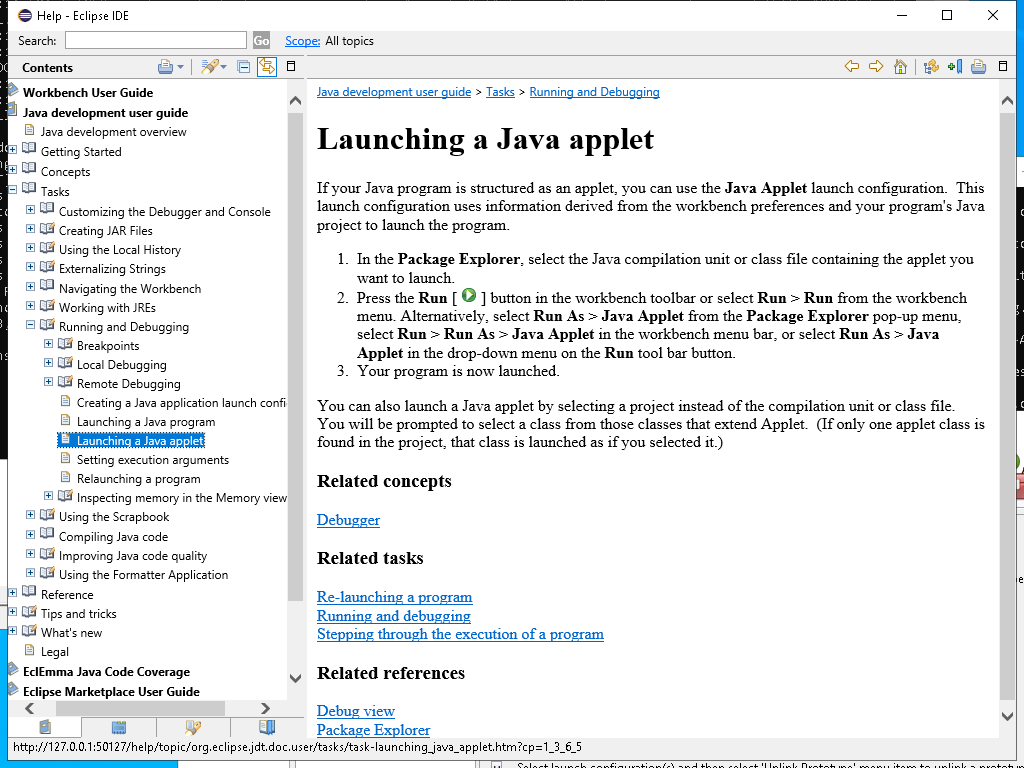 Help - Eclipse IDE
Search:
Go
Scope: All topics
Contents
Workbench User Guide
Java development user guide
Java development overview
Getting Started
Concepts
Tasks
Customizing the Debugger and Console
Creating JAR Files
Using the Local History
Externalizing Strings
Navigating the Workbench
Working with JREs
Running and Debugging
Breakpoints
Local Debugging
Remote Debugging
Creating a Java application launch confi
Launching a Java program
Launching a Java applet
Setting execution arguments
Relaunching a program
Inspecting memory in the Memory view
Using the Scrapbook
Compiling Java code
Improving Java code quality
Using the Formatter Application
Reference
Tips and tricks
What's new
Legal
EclEmma Java Code Coverage
Eclipse Marketplace User Guide
Java development user guide > Tasks > Running and Debugging
Launching a Java applet
If your Java program is structured as an applet, you can use the Java Applet launch configuration. This
launch configuration uses information derived from the workbench preferences and your program's Java
project to launch the program.
1. In the Package Explorer, select the Java compilation unit or class file containing the applet you
want to launch.
2. Press the Run [ ] button in the workbench toolbar or select Run > Run from the workbench
menu. Alternatively, select Run As > Java Applet from the Package Explorer pop-up menu,
select Run > Run As > Java Applet in the workbench menu bar, or select Run As > Java
Applet in the drop-down menu on the Run tool bar button.
3. Your program is now launched.
You can also launch a Java applet by selecting a project instead of the compilation unit or class file.
You will be prompted to select a class from those classes that extend Applet. (If only one applet class is
found in the project, that class is launched as if you selected it.)
Related concepts
Debugger
Related tasks
Re-launching a program
Running and debugging
Stepping through the execution of a program
Related references
Debug view
Package Explorer
http://127.0.0.1:50127/help/topic/org.eclipse.jdt.doc.user/tasks/task-launching_java_applet.htm?cp=1_3_6_5
Select launch configuration(s) and then select 'Unlink Prototype' menu item to unlink a prototyp